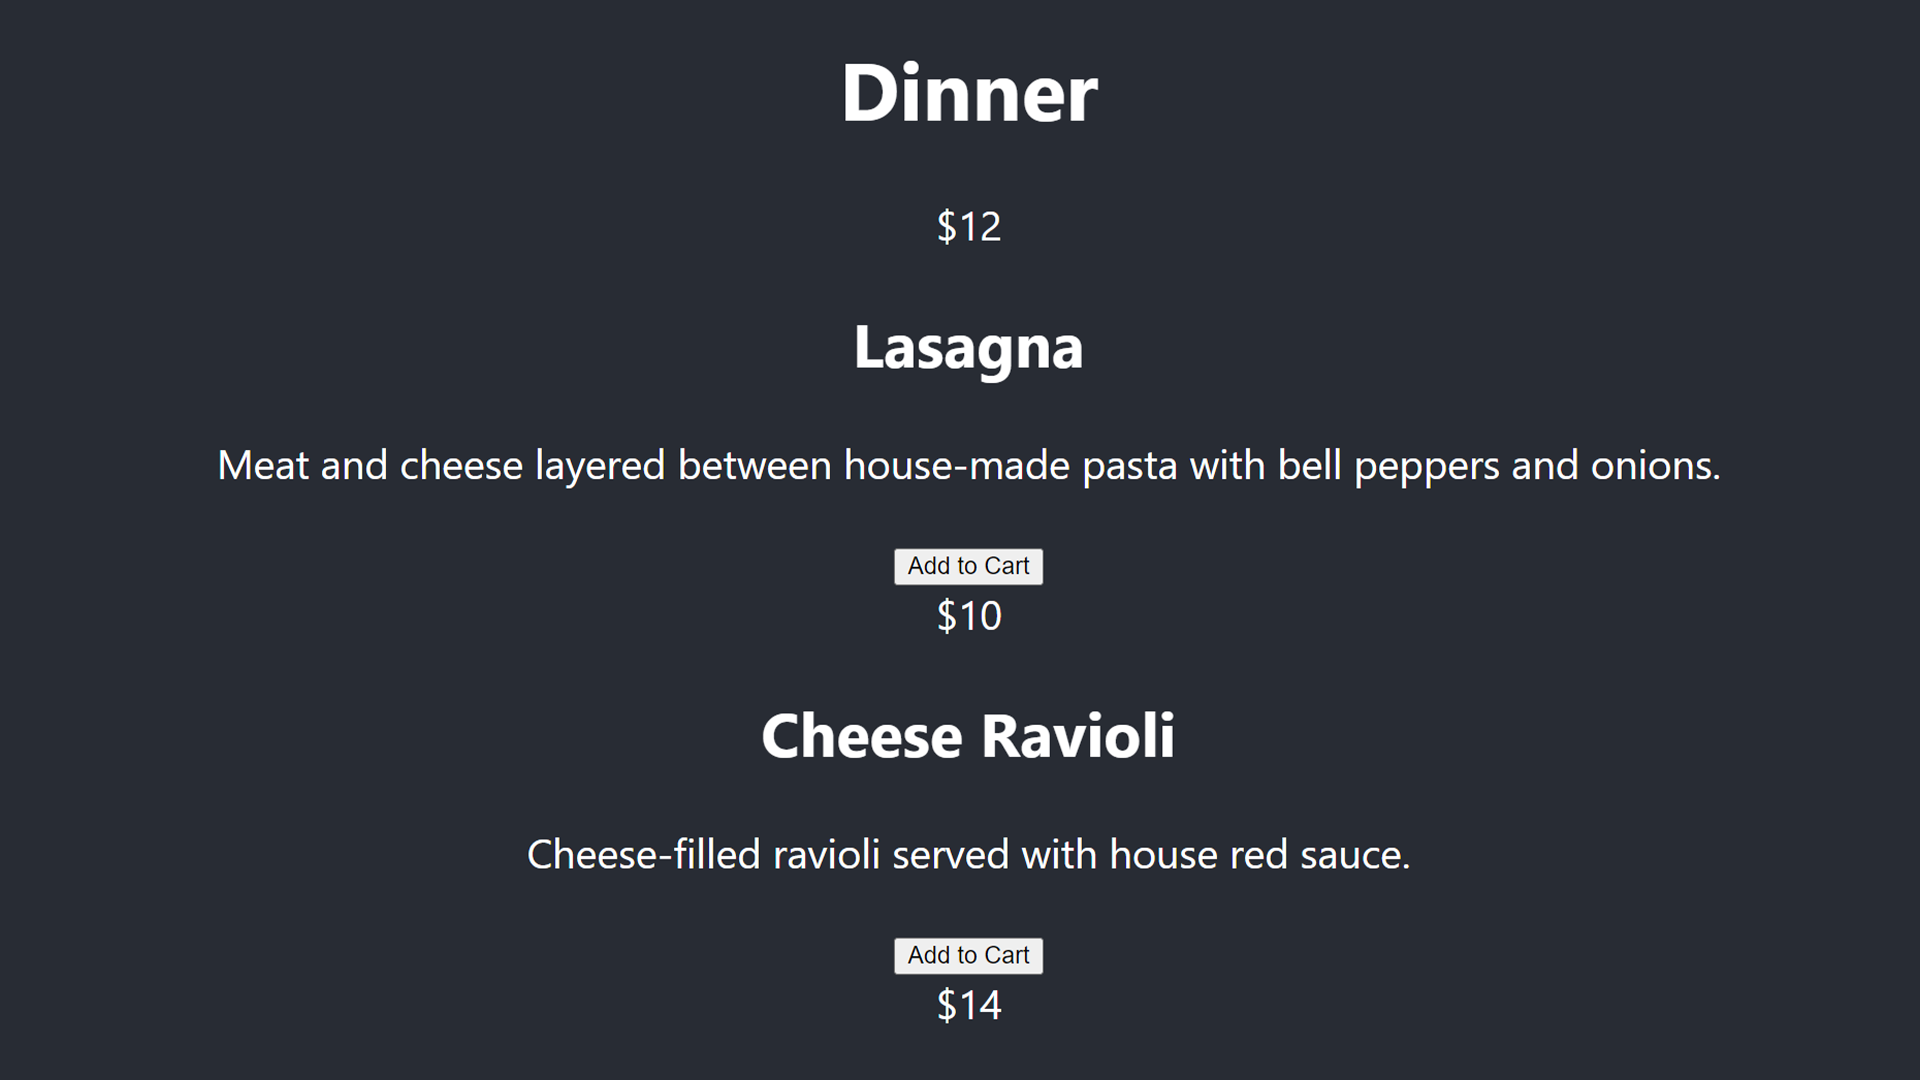 Dinner
$12
Lasagna
Meat and cheese layered between house-made pasta with bell peppers and onions.
Add to Cart
$10
Cheese Ravioli
Cheese-filled ravioli served with house red sauce.
Add to Cart
$14